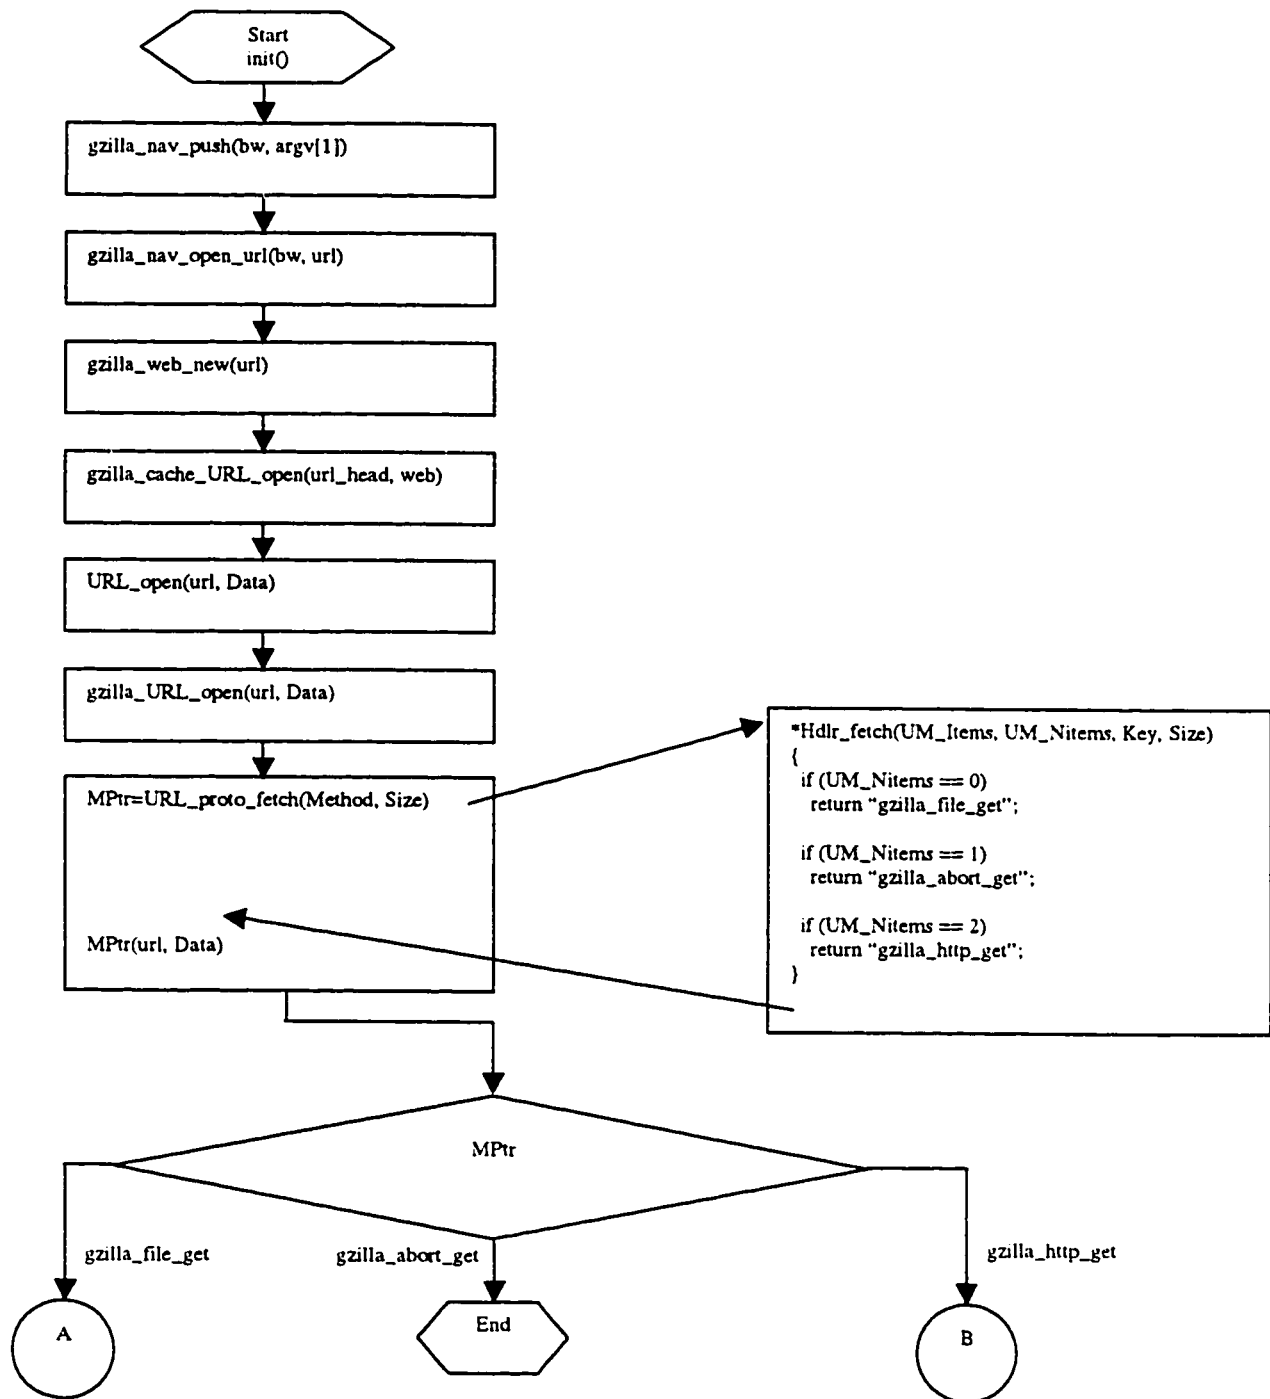 Start
init()
gzilla_nav_push(bw, argv[1])
gzilla_nav_open_url(bw, url)
gzilla_web_new(url)
gzilla_cache_URL_open(url_head, web)
URL_open(url, Data)
gzilla_URL_open(url, Data)
MPtr=URL_proto_fetch(Method, Size)
MPtr(url, Data)
*Hdlr_fetch(UM_Items, UM_Nitems, Key, Size)
{
if (UM_Nitems == 0)
return “gzilla_file_get”;
if (UM_Nitems == 1)
return “gzilla_abort_get”;
if (UM_Nitems == 2)
return “gzilla_http_get”;
}
MPtr
gzilla_file_get
gzilla_abort_get
gzilla_http_get
A
End
B